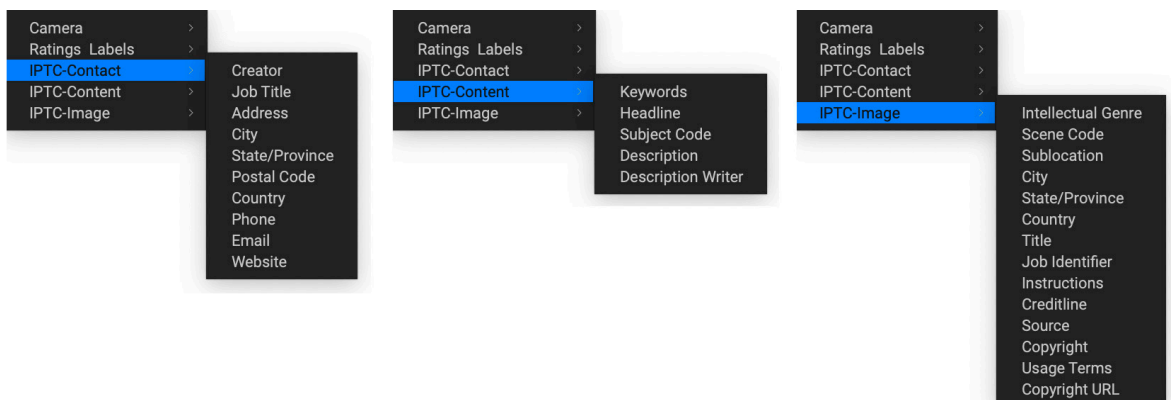 Camera
Ratings Labels
IPTC-Contact
IPTC-Content
IPTC-Image
Creator
Job Title
Address
City
State/Province
Postal Code
Country
Phone
Email
Website
Camera
Ratings Labels
IPTC-Contact
IPTC-Content
IPTC-Image
Keywords
Headline
Subject Code
Description
Description Writer
Camera
Ratings Labels
IPTC-Contact
IPTC-Content
IPTC-Image
Intellectual Genre
Scene Code
Sublocation
City
State/Province
Country
Title
Job Identifier
Instructions
Creditline
Source
Copyright
Usage Terms
Copyright URL